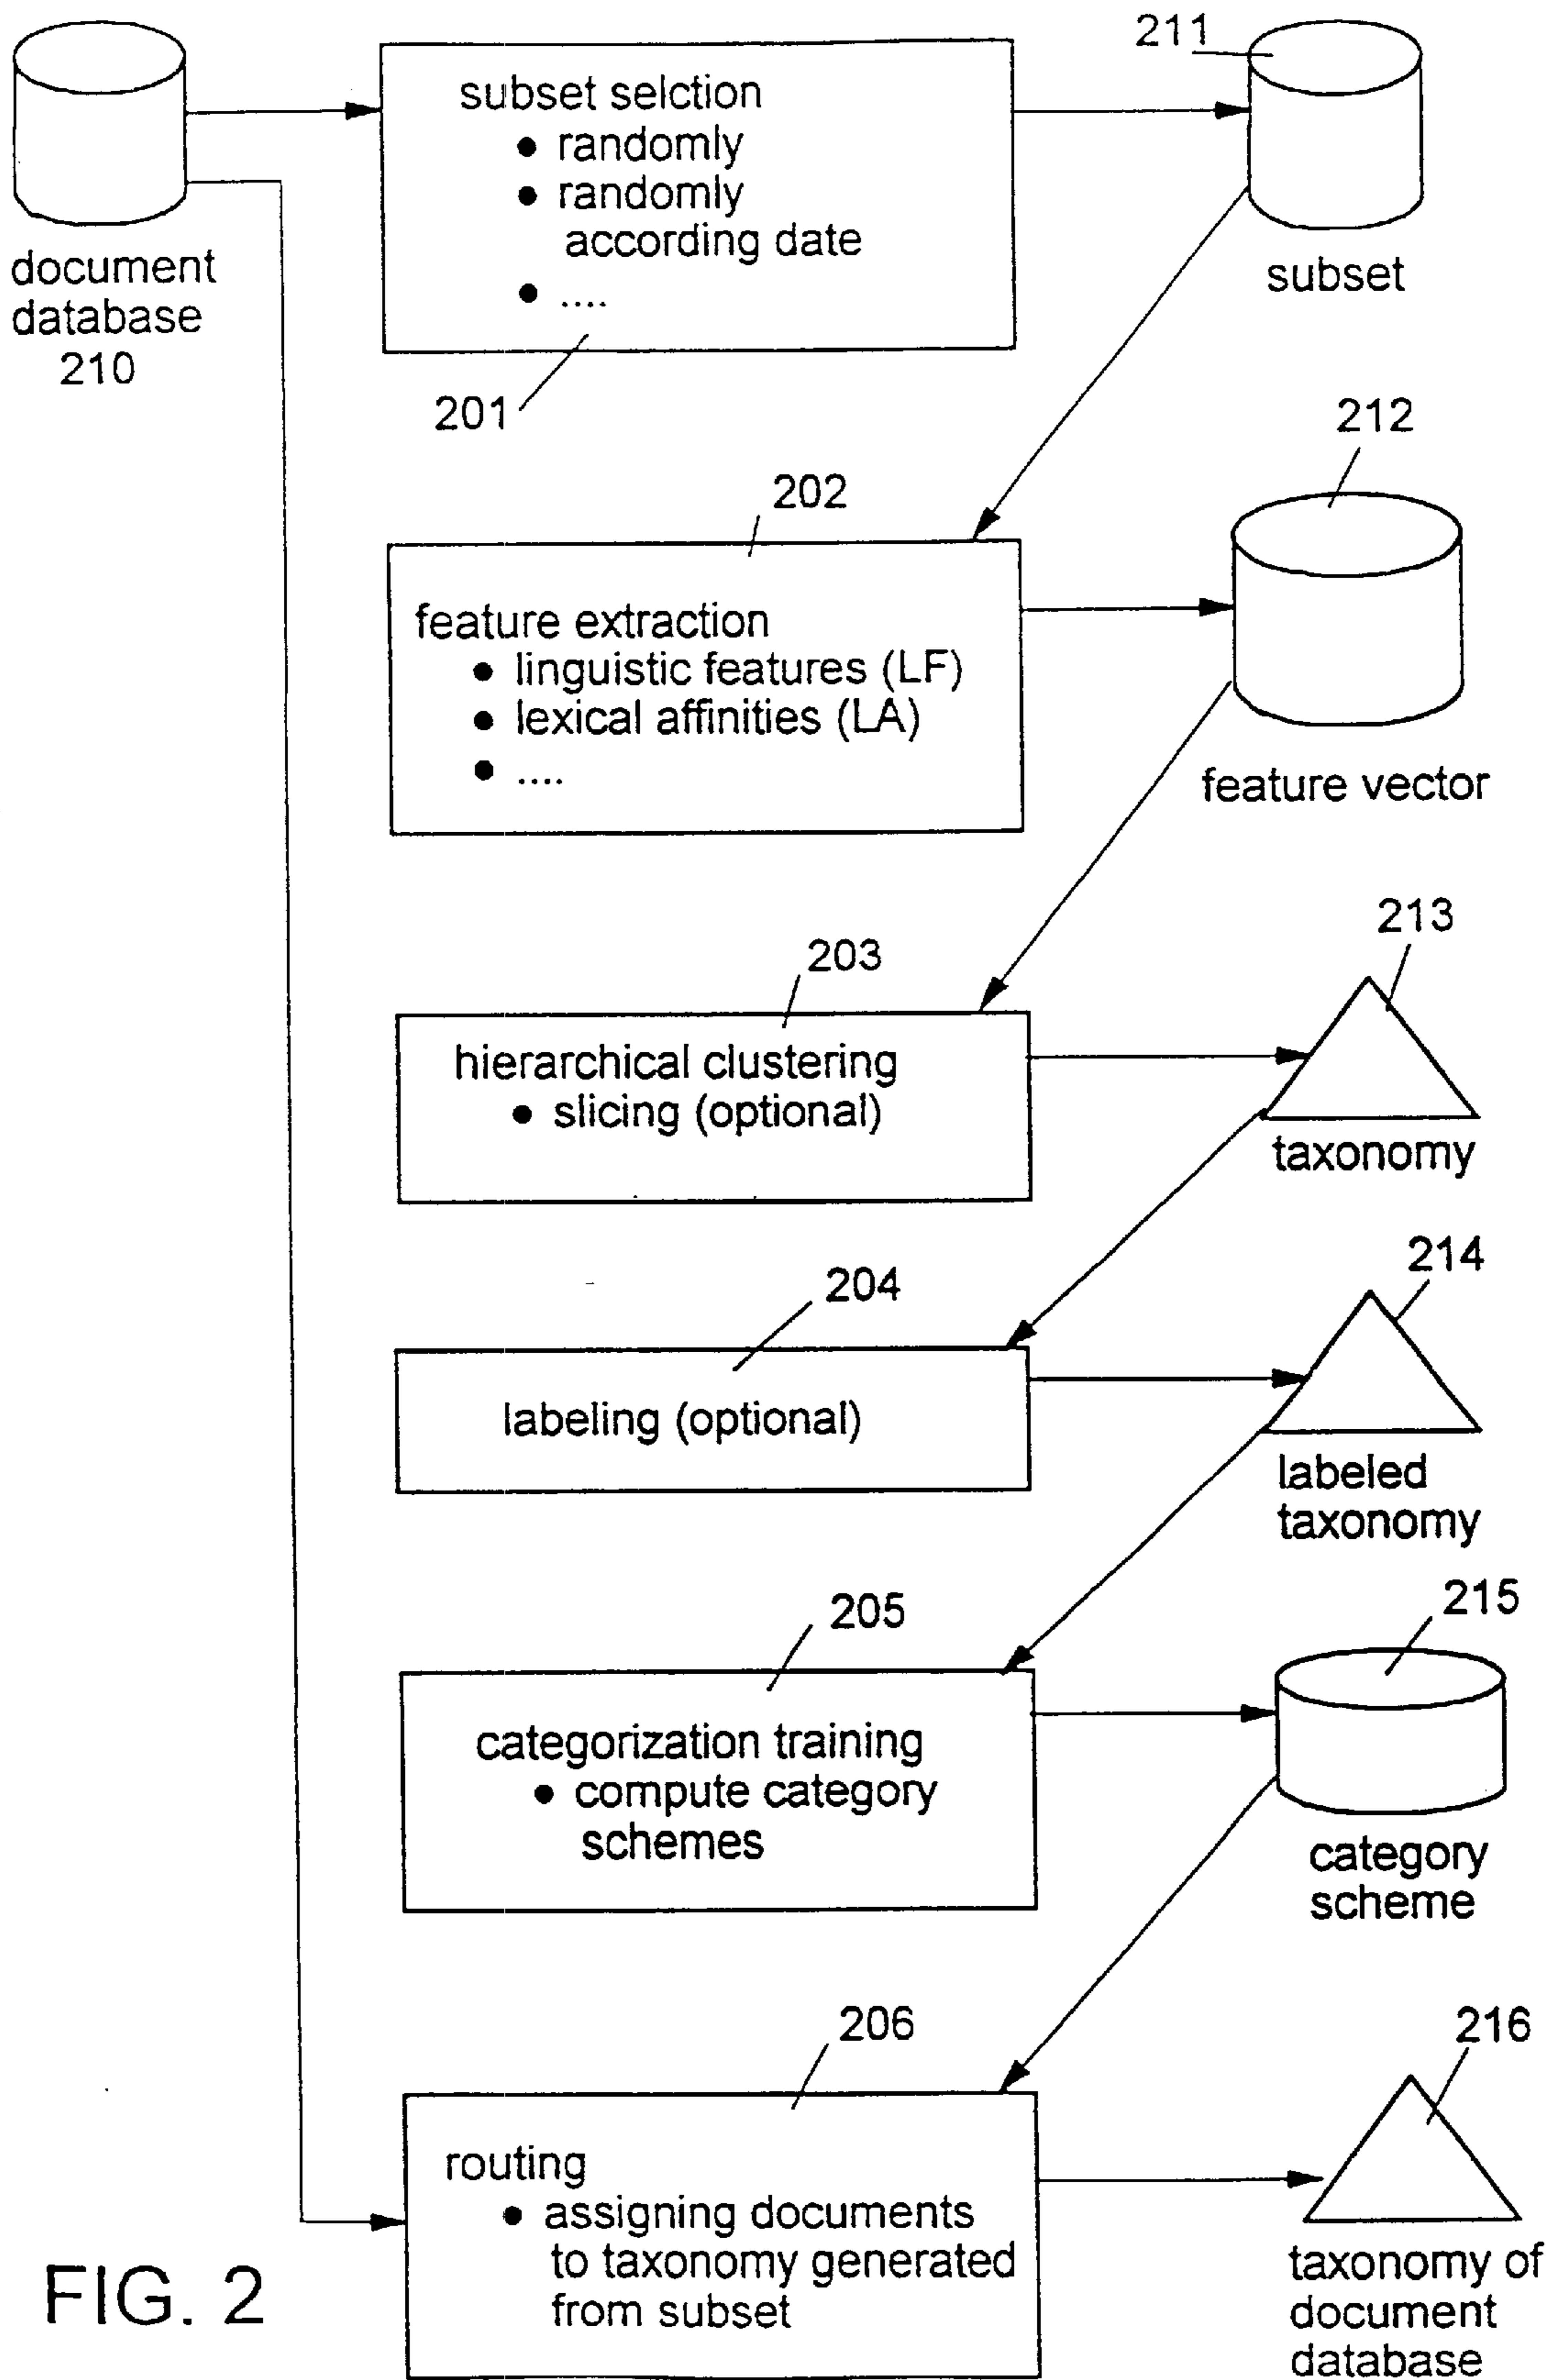 211
subset selction
● randomly
● randomly
according date
● ....
document
database
210
subset
201
212
202
feature extraction
● linguistic features (LF)
● lexical affinities (LA)
● ....
feature vector
213
203
hierarchical clustering
● slicing (optional)
taxonomy
214
204
labeling (optional)
labeled
taxonomy
215
205
categorization training
● compute category
schemes
category
scheme
206
216
routing
● assigning documents
to taxonomy generated
from subset
taxonomy of
document
database
FIG. 2